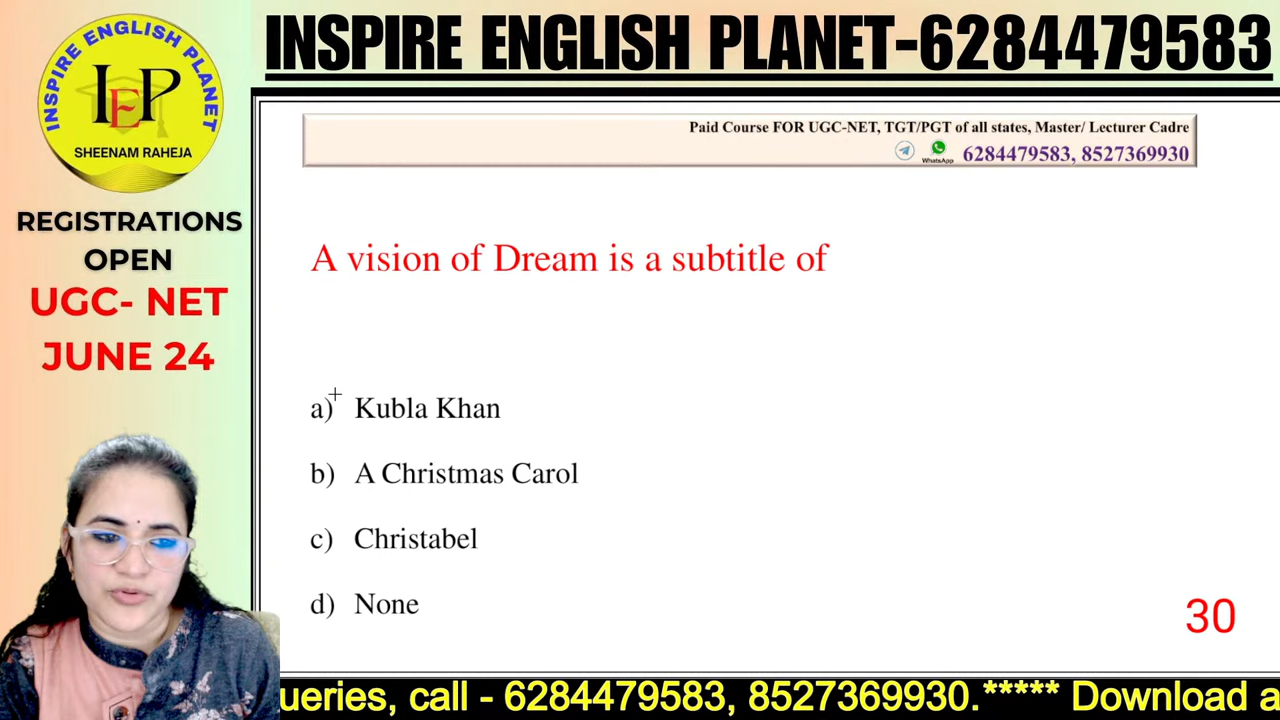 INSPIRE ENGLISH PLANET-6284479583
INSPIRE ENGLISH PLANET
IEP
SHEENAM RAHEJA
REGISTRATIONS
OPEN
UGC- NET
JUNE 24
Paid Course FOR UGC-NET, TGT/PGT of all states, Master/ Lecturer Cadre
WhatsApp 6284479583, 8527369930
A vision of Dream is a subtitle of
a) Kubla Khan
b) A Christmas Carol
c) Christabel
d) None
30
ueries, call - 6284479583, 8527369930.***** Download a